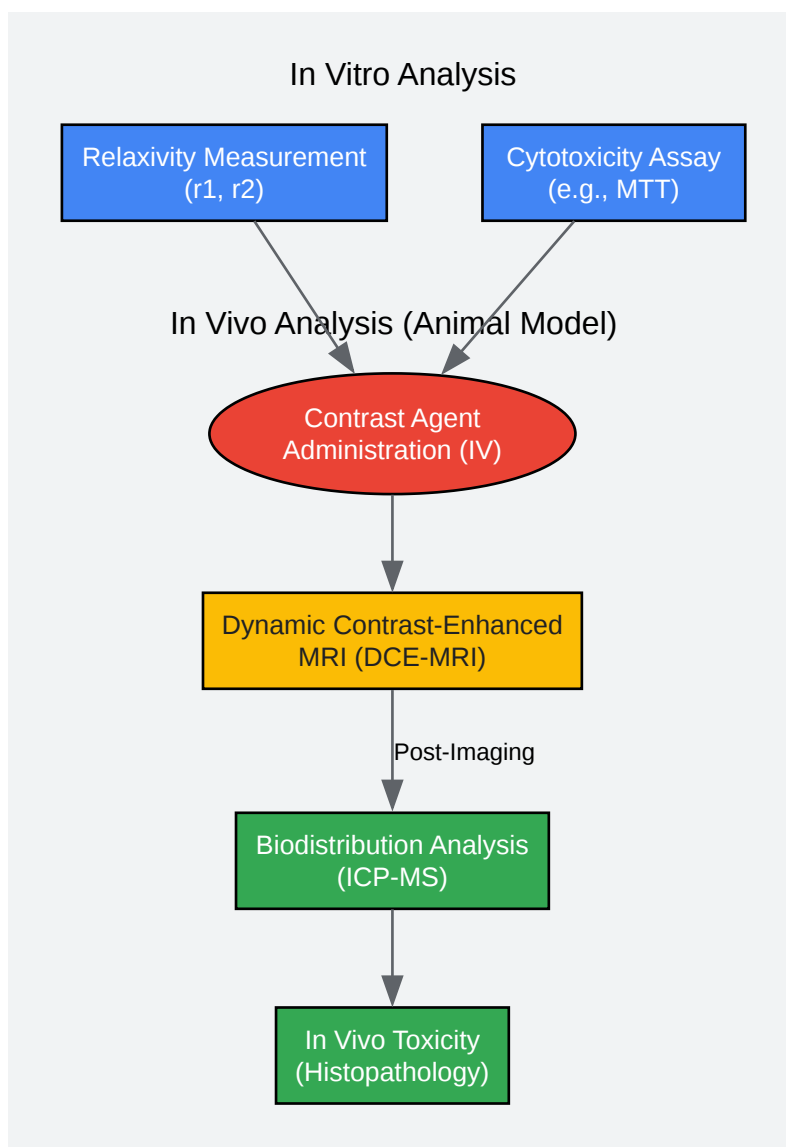 In Vitro Analysis
Relaxivity Measurement
(r1, r2)
Cytotoxicity Assay
(e.g., MTT)
In Vivo Analysis (Animal Model)
Contrast Agent
Administration (IV)
Dynamic Contrast-Enhanced
MRI (DCE-MRI)
Post-Imaging
Biodistribution Analysis
(ICP-MS)
In Vivo Toxicity
(Histopathology)